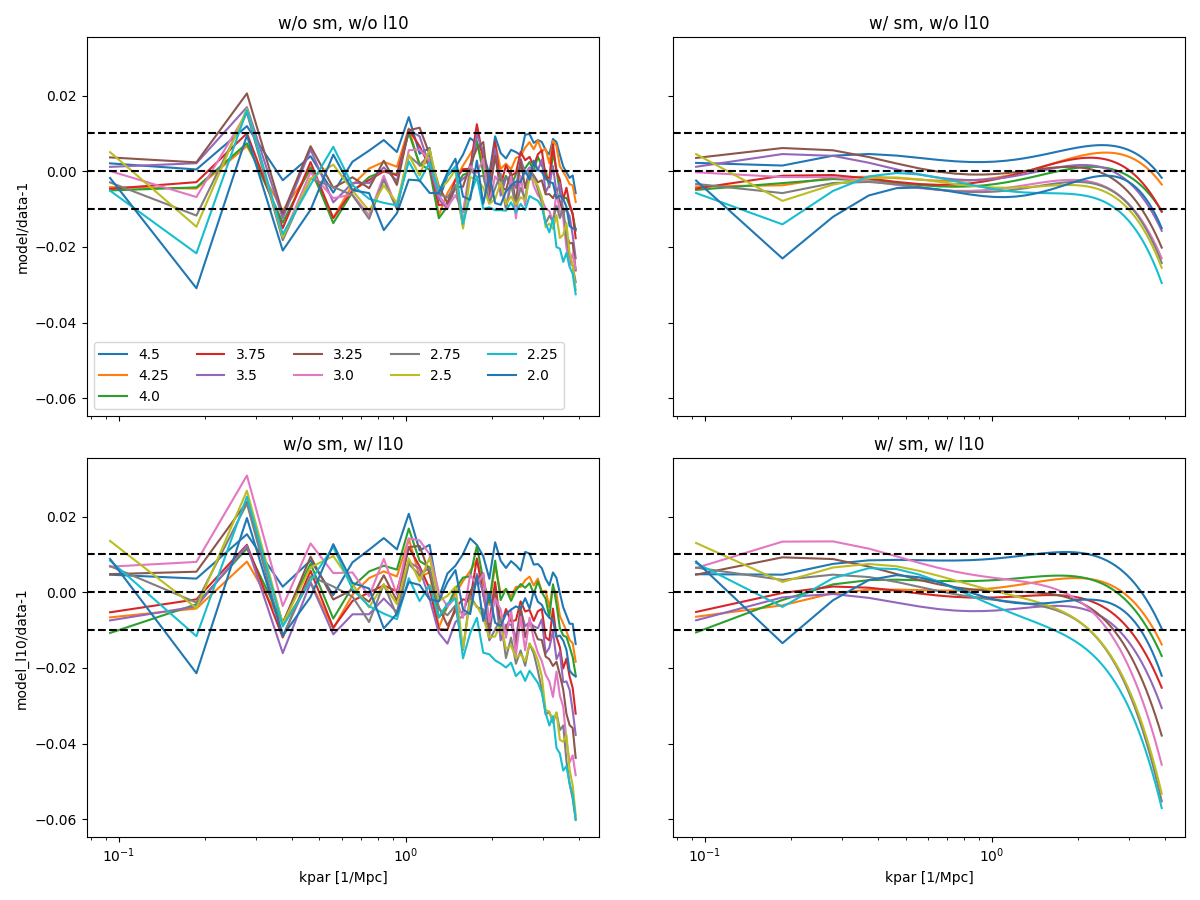 w/o sm, w/o l10
w/ sm, w/o l10
model/data-1
0.02
0.00
−0.02
−0.04
−0.06
4.5 3.75 3.25 2.75 2.25
4.25 3.5 3.0 2.5 2.0
4.0
w/o sm, w/ l10
w/ sm, w/ l10
model_l10/data-1
0.02
0.00
−0.02
−0.04
−0.06
10⁻¹ 10⁰ 10⁻¹ 10⁰
kpar [1/Mpc] kpar [1/Mpc]